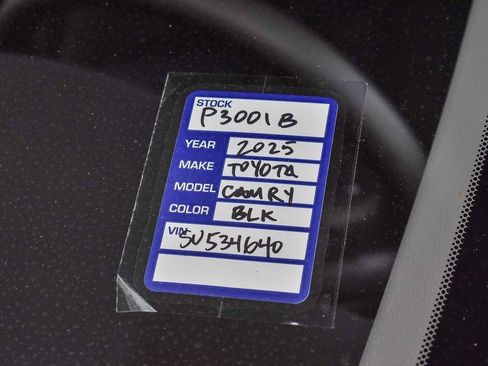 STOCK
P3001B
YEAR 2025
MAKE TOYOTA
MODEL CAMRY
COLOR BLK
VIN SU534640